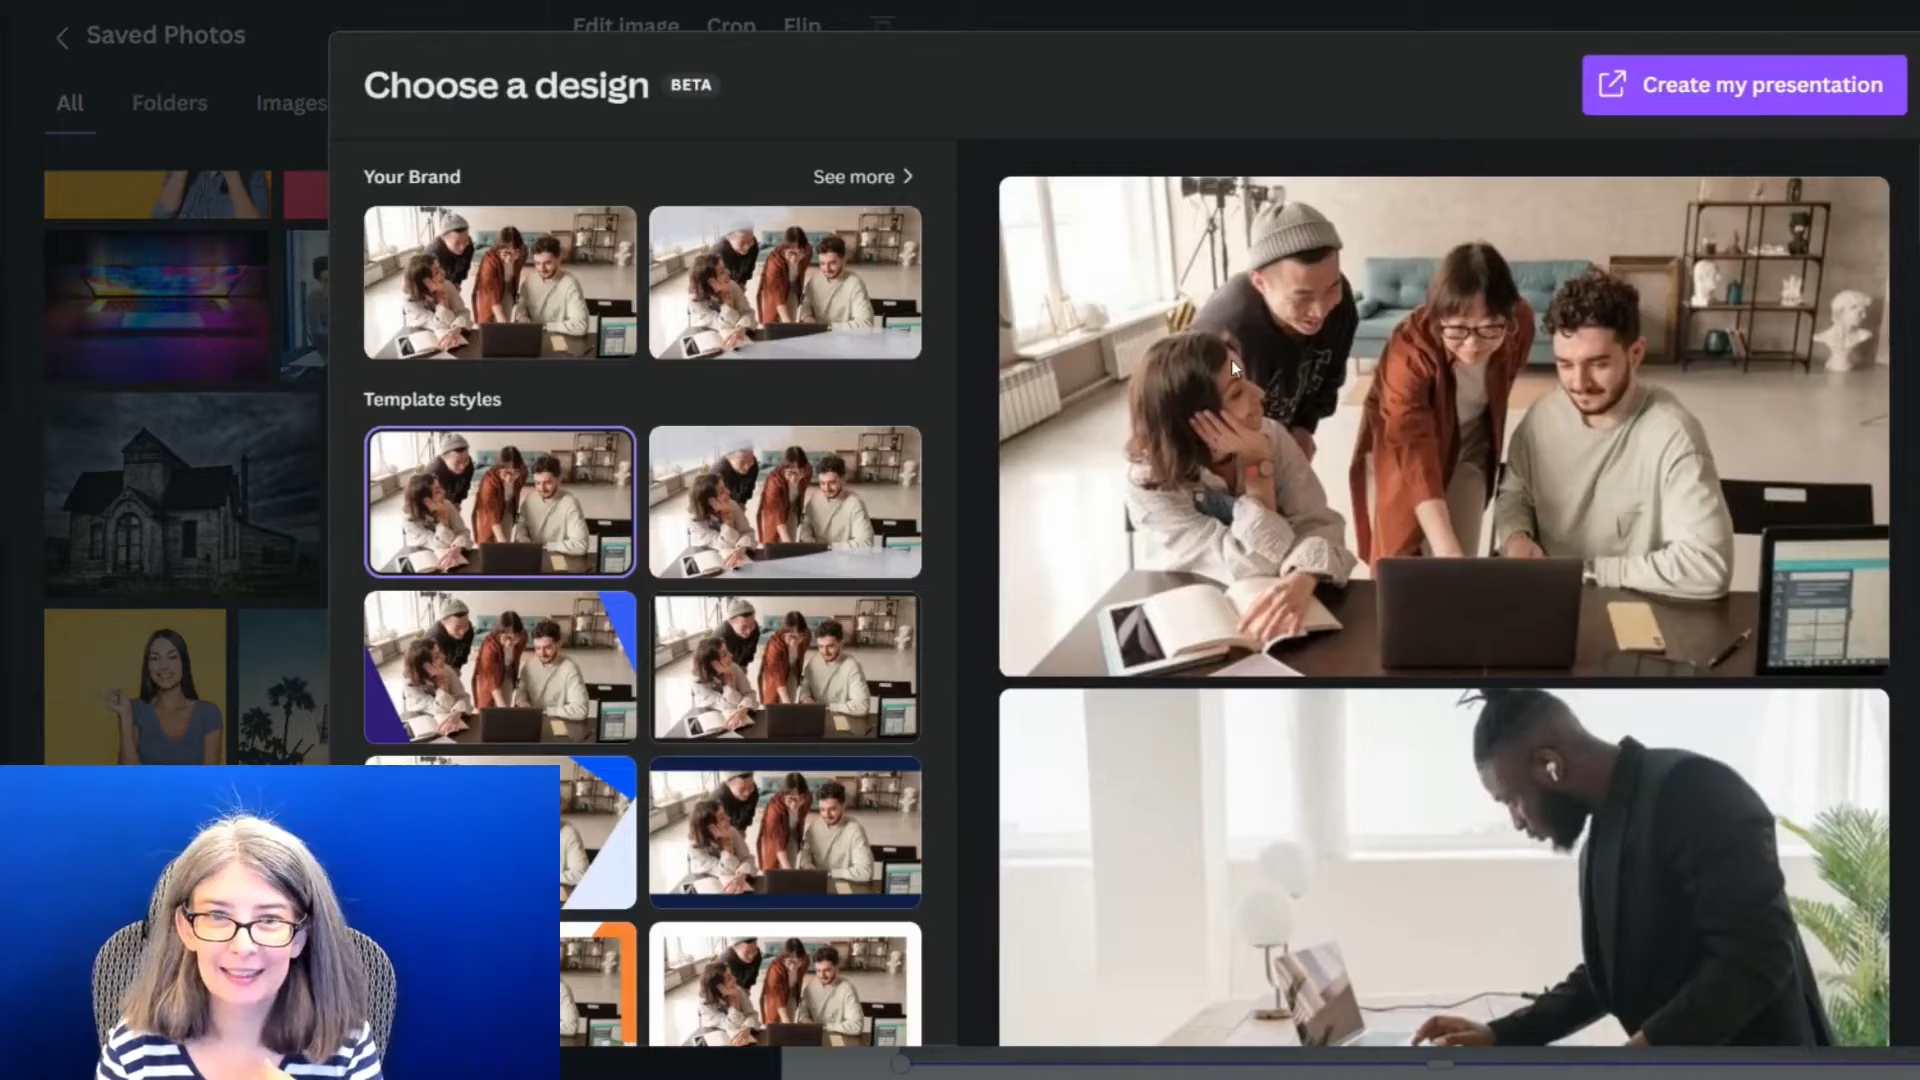 Saved Photos
Edit image Crop Flip
All Folders Images
Choose a design BETA
Create my presentation
Your Brand
See more
Template styles